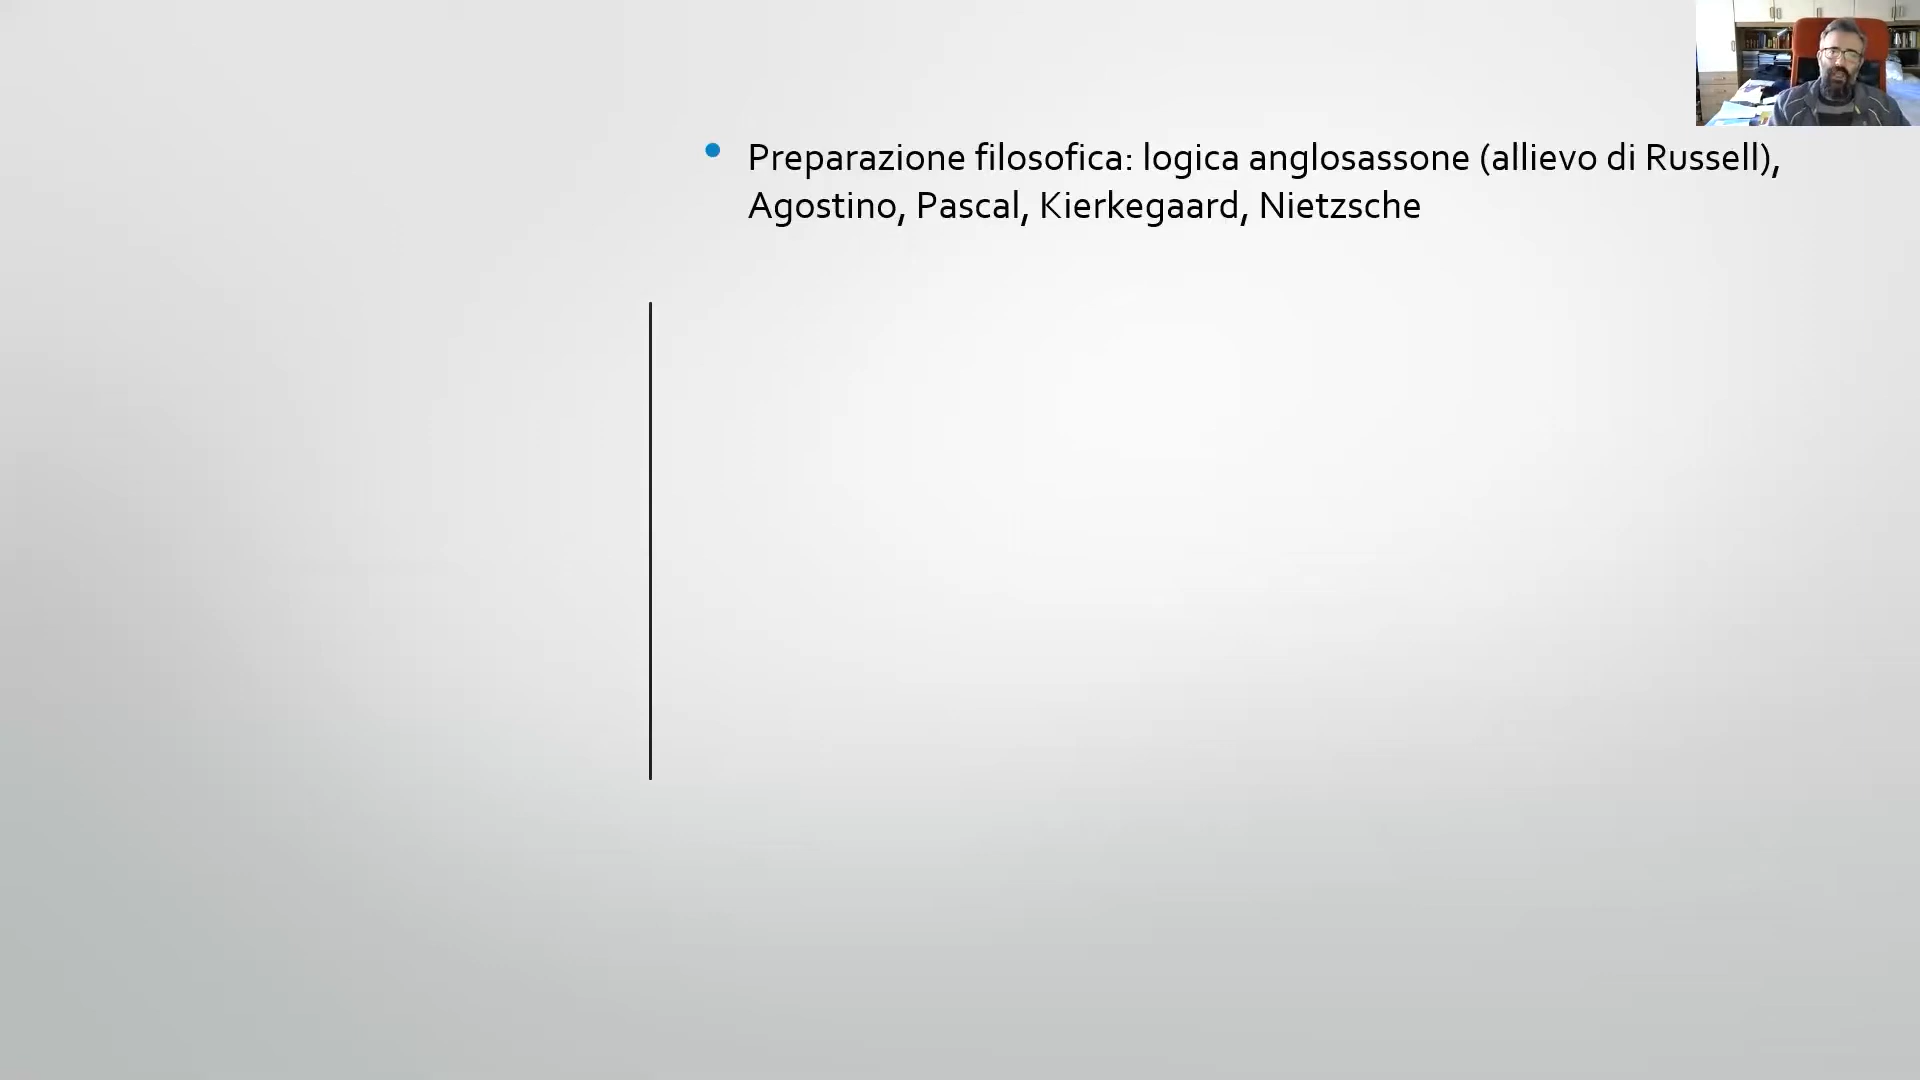 Preparazione filosofica: logica anglosassone (allievo di Russell),
Agostino, Pascal, Kierkegaard, Nietzsche